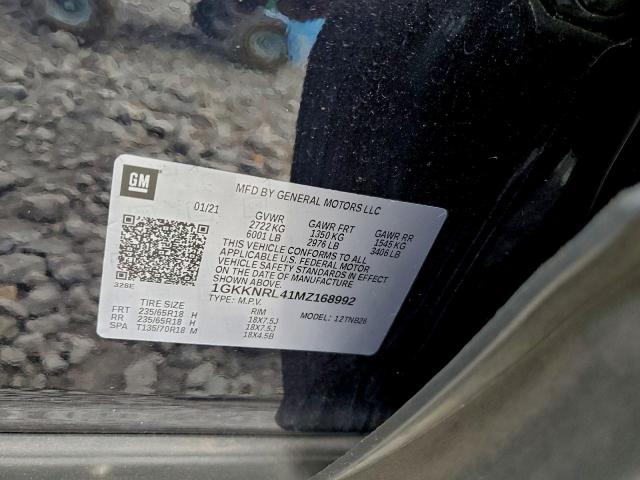 GM
MFD BY GENERAL MOTORS LLC
01/21 GVWR GAWR FRT GAWR RR
2722 KG 1350 KG 1545 KG
6001 LB 2976 LB 3406 LB
THIS VEHICLE CONFORMS TO ALL
APPLICABLE U.S. FEDERAL MOTOR
VEHICLE SAFETY STANDARDS IN EFFECT
ON THE DATE OF MANUFACTURE
SHOWN ABOVE.
326E
1GKKNRL41MZ168992
TYPE: M.P.V. MODEL: 12TNB26
TIRE SIZE RIM
FRT 235/65R18 H 18X7.5J
RR 235/65R18 H 18X7.5J
SPA T135/70R18 M 18X4.5B